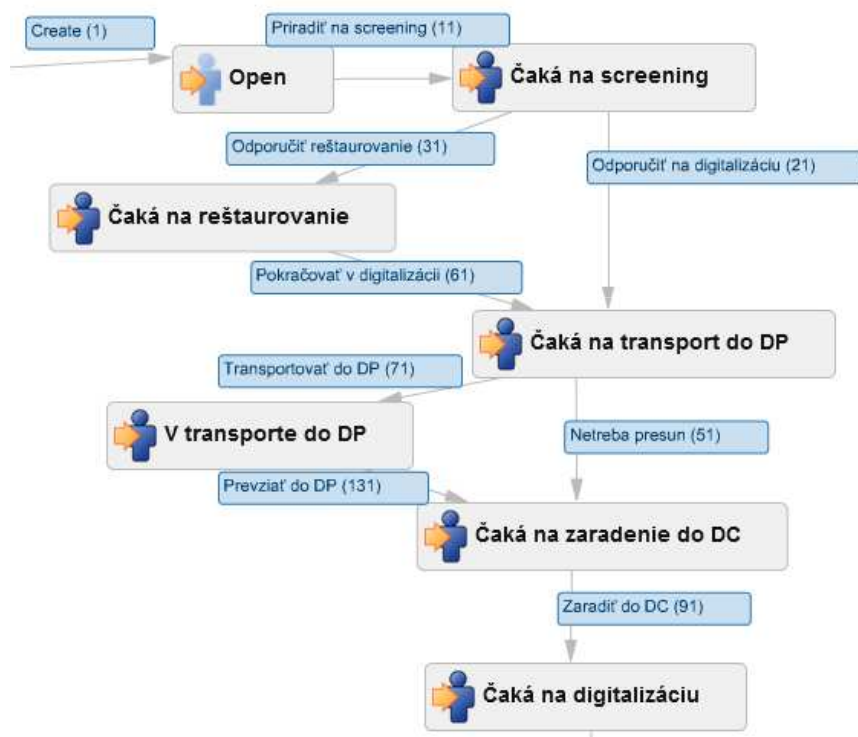 Create (1)
Priradiť na screening (11)
Open
Čaká na screening
Odporučiť reštaurovanie (31)
Odporučiť na digitalizáciu (21)
Čaká na reštaurovanie
Pokračovať v digitalizácii (61)
Čaká na transport do DP
Transportovať do DP (71)
V transporte do DP
Netreba presun (51)
Prevziať do DP (131)
Čaká na zaradenie do DC
Zaradiť do DC (91)
Čaká na digitalizáciu